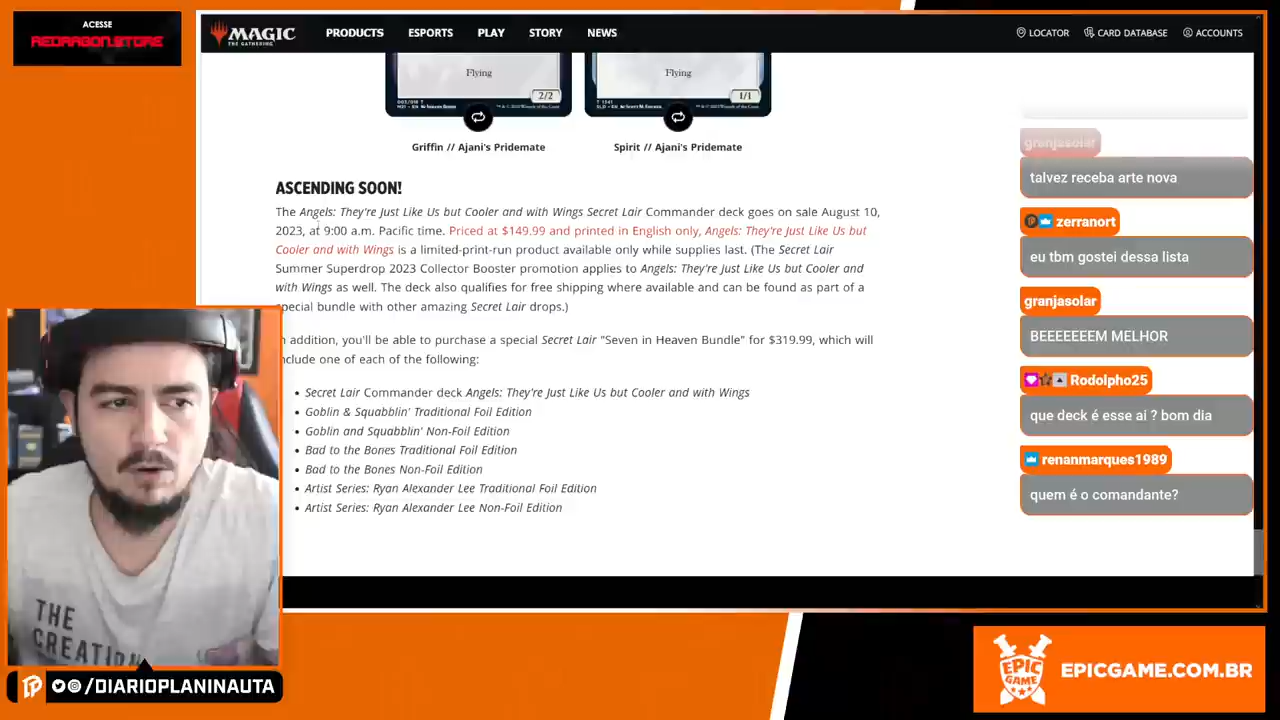 ACESSE
REDRAGON.STORE
MAGIC
THE GATHERING
PRODUCTS
ESPORTS
PLAY
STORY
NEWS
LOCATOR
CARD DATABASE
ACCOUNTS
Flying
2/2
Flying
1/1
Griffin // Ajani's Pridemate
Spirit // Ajani's Pridemate
ASCENDING SOON!
The Angels: They're Just Like Us but Cooler and with Wings Secret Lair Commander deck goes on sale August 10,
2023, at 9:00 a.m. Pacific time. Priced at $149.99 and printed in English only, Angels: They're Just Like Us but
Cooler and with Wings is a limited-print-run product available only while supplies last. (The Secret Lair
Summer Superdrop 2023 Collector Booster promotion applies to Angels: They're Just Like Us but Cooler and
with Wings as well. The deck also qualifies for free shipping where available and can be found as part of a
special bundle with other amazing Secret Lair drops.)
n addition, you'll be able to purchase a special Secret Lair "Seven in Heaven Bundle" for $319.99, which will
include one of each of the following:
• Secret Lair Commander deck Angels: They're Just Like Us but Cooler and with Wings
• Goblin & Squabblin' Traditional Foil Edition
• Goblin and Squabblin' Non-Foil Edition
• Bad to the Bones Traditional Foil Edition
• Bad to the Bones Non-Foil Edition
• Artist Series: Ryan Alexander Lee Traditional Foil Edition
• Artist Series: Ryan Alexander Lee Non-Foil Edition
granjasolar
talvez receba arte nova
zerranort
eu tbm gostei dessa lista
granjasolar
BEEEEEEEM MELHOR
Rodolpho25
que deck é esse ai ? bom dia
renanmarques1989
quem é o comandante?
THE
CREATION
/DIARIOPLANINAUTA
EPIC
GAME
EPICGAME.COM.BR